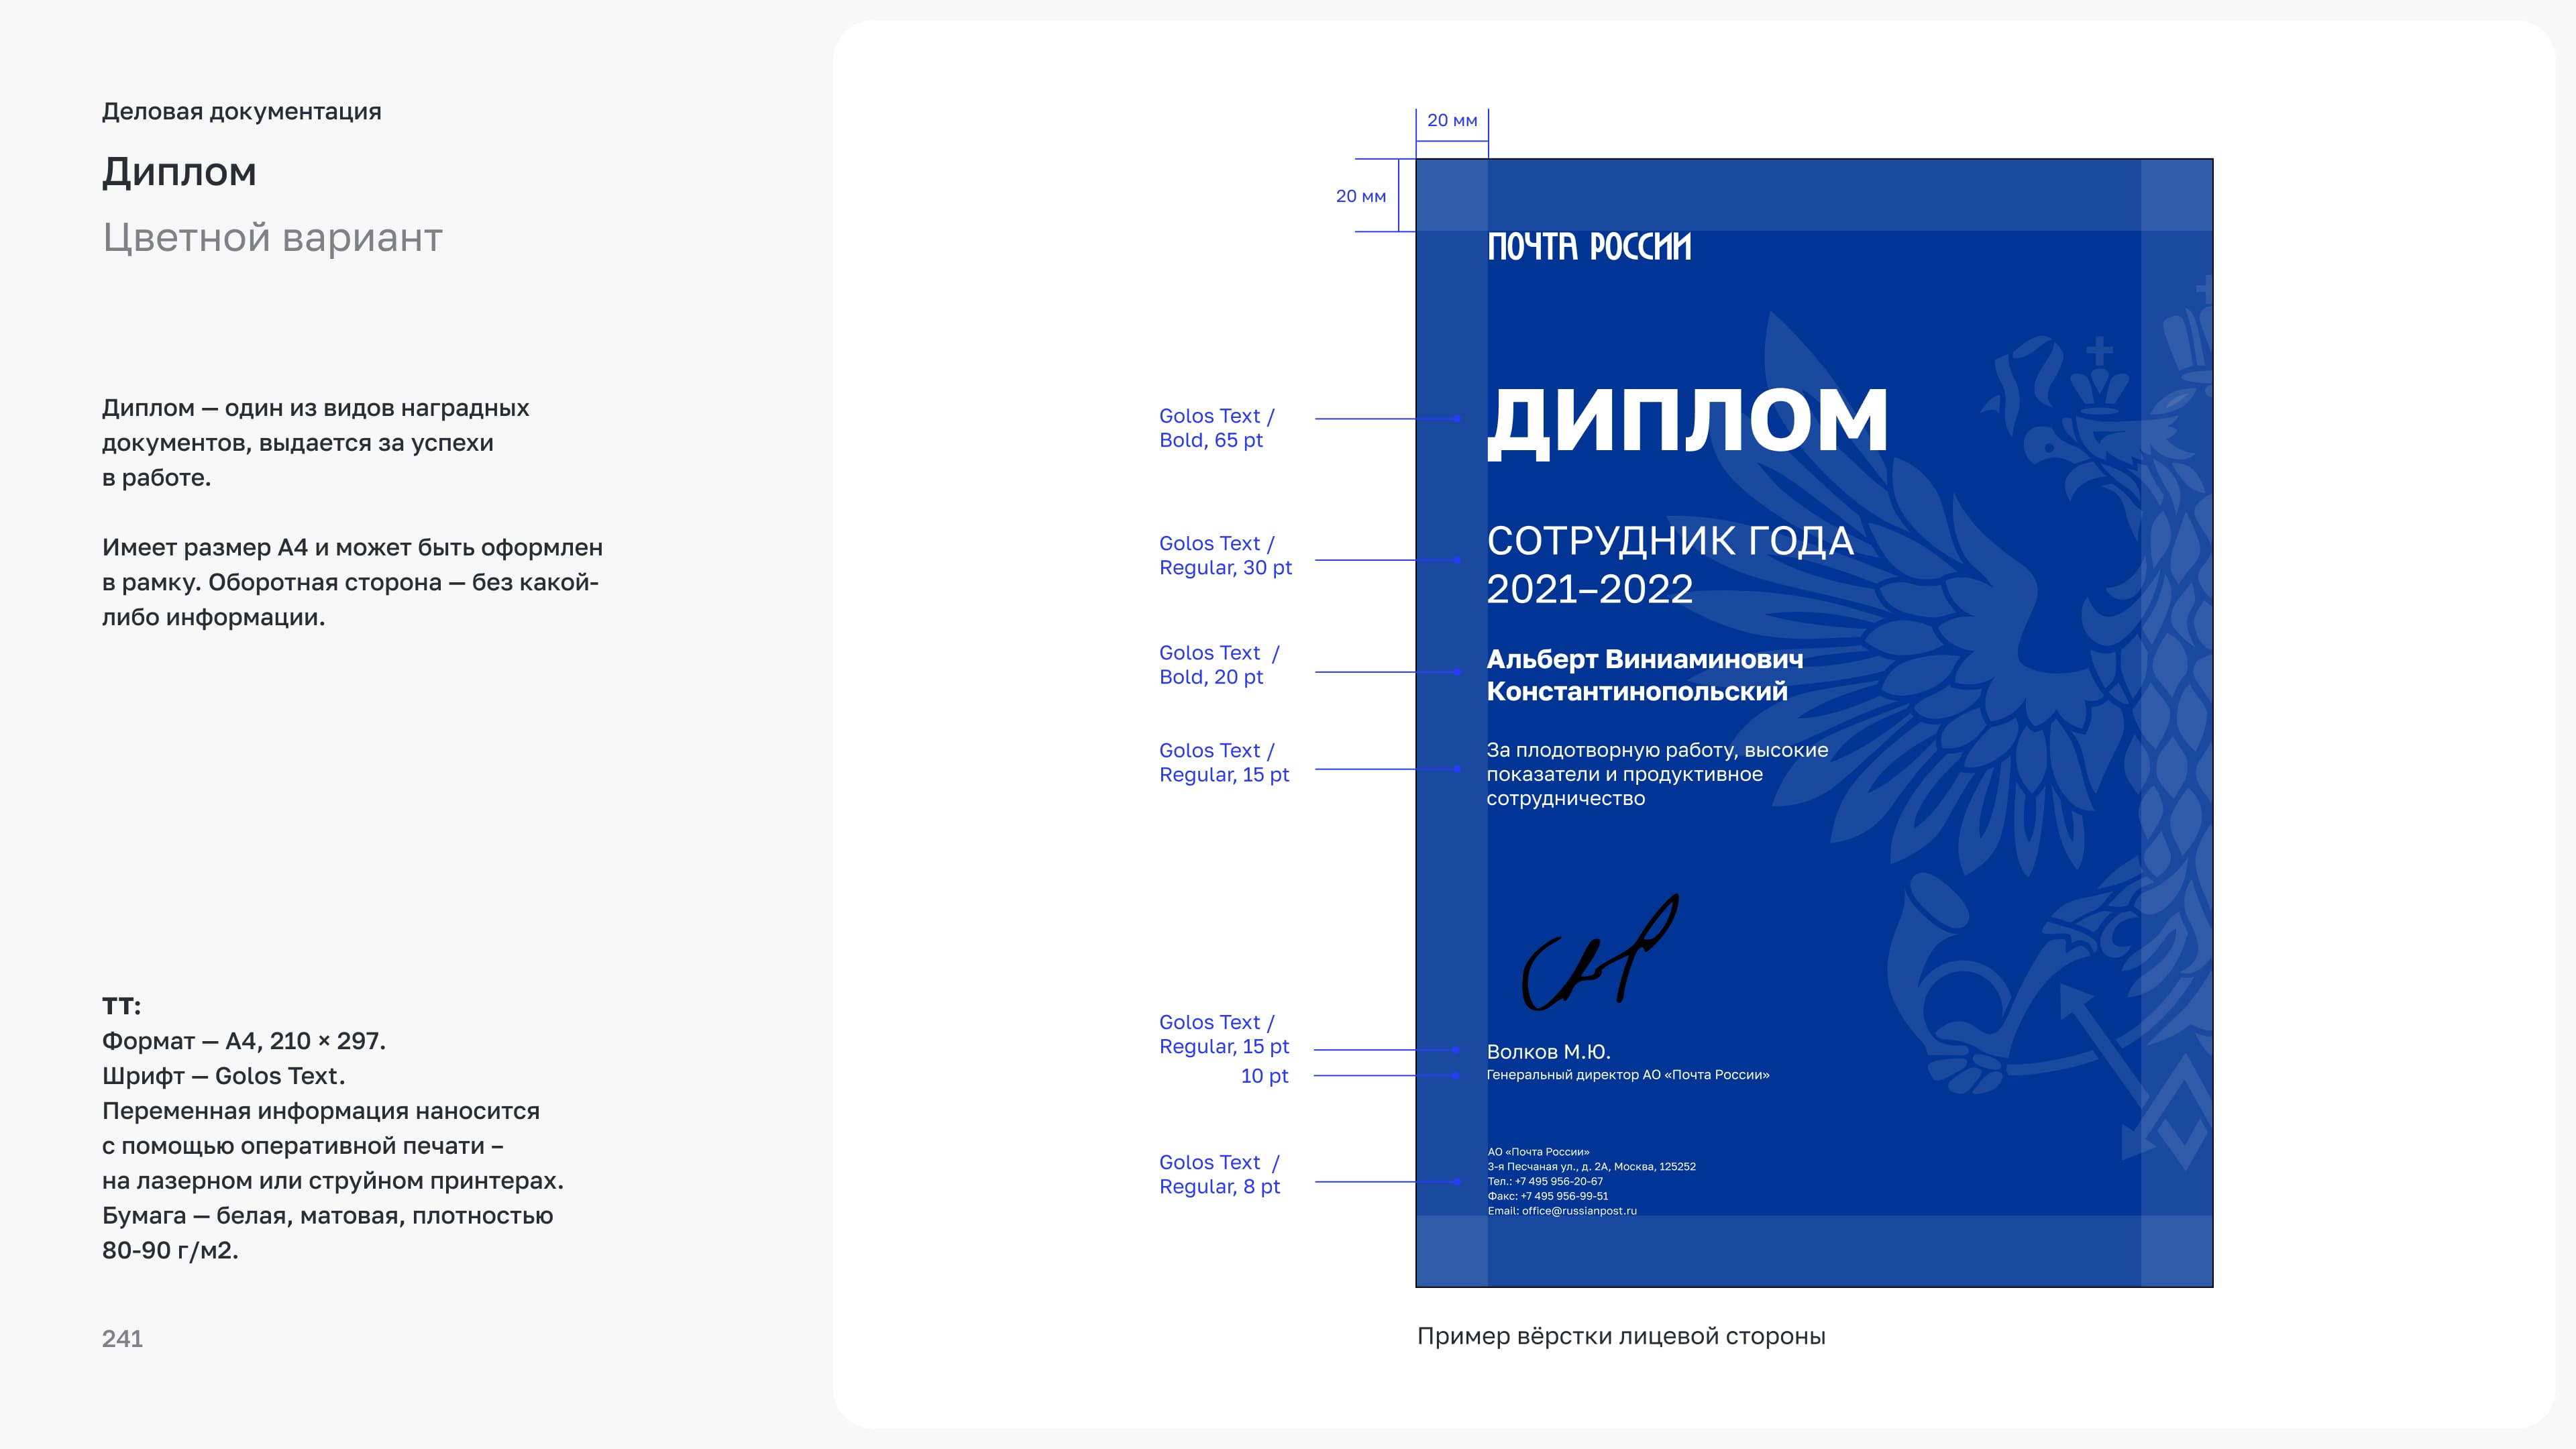 Деловая документация
Диплом
Цветной вариант
Диплом — один из видов наградных
документов, выдается за успехи
в работе.
Имеет размер А4 и может быть оформлен
в рамку. Оборотная сторона — без какой-
либо информации.
ТТ:
Формат — А4, 210 × 297.
Шрифт — Golos Text.
Переменная информация наносится
с помощью оперативной печати –
на лазерном или струйном принтерах.
Бумага — белая, матовая, плотностью
80-90 г/м2.
241
20 мм
20 мм
Golos Text /
Bold, 65 pt
Golos Text /
Regular, 30 pt
Golos Text /
Bold, 20 pt
Golos Text /
Regular, 15 pt
Golos Text /
Regular, 15 pt
10 pt
Golos Text /
Regular, 8 pt
ПОЧТА РОССИИ
ДИПЛОМ
СОТРУДНИК ГОДА
2021–2022
Альберт Виниаминович
Константинопольский
За плодотворную работу, высокие
показатели и продуктивное
сотрудничество
Волков М.Ю.
Генеральный директор АО «Почта России»
АО «Почта России»
3-я Песчаная ул., д. 2А, Москва, 125252
Тел.: +7 495 956-20-67
Факс: +7 495 956-99-51
Email: office@russianpost.ru
Пример вёрстки лицевой стороны